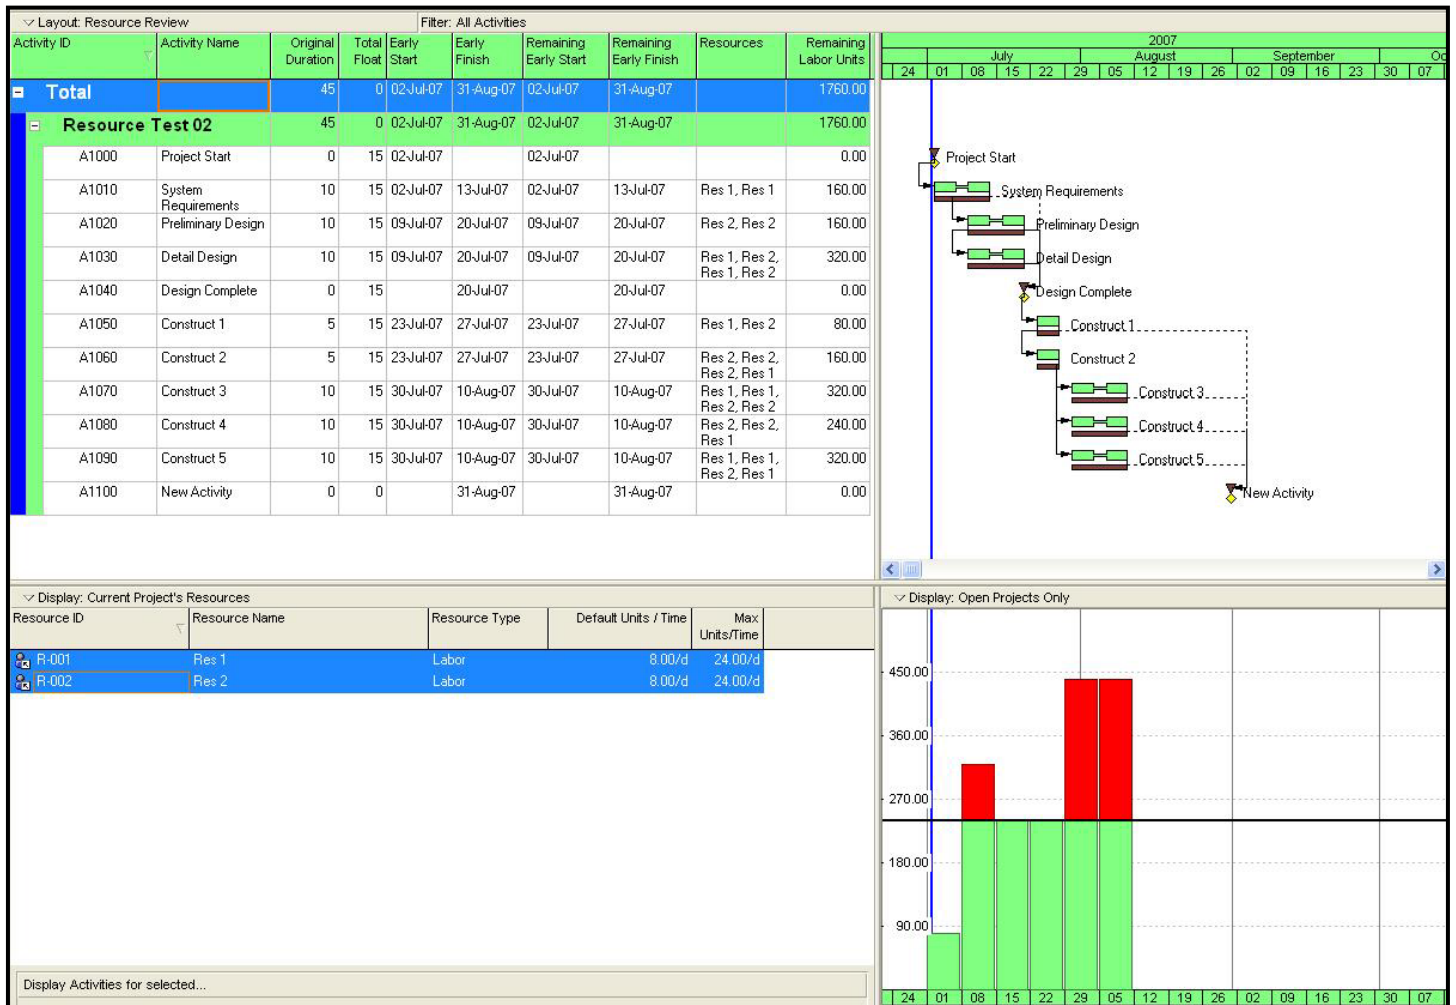 Layout: Resource Review Filter: All Activities
Activity ID Activity Name Original Duration Total Float Early Start Early Finish Remaining Early Start Remaining Early Finish Resources Remaining Labor Units
Total 45 0 02-Jul-07 31-Aug-07 02-Jul-07 31-Aug-07 1760.00
Resource Test 02 45 0 02-Jul-07 31-Aug-07 02-Jul-07 31-Aug-07 1760.00
A1000 Project Start 0 15 02-Jul-07 02-Jul-07 0.00
A1010 System Requirements 10 15 02-Jul-07 13-Jul-07 02-Jul-07 13-Jul-07 Res 1, Res 1 160.00
A1020 Preliminary Design 10 15 09-Jul-07 20-Jul-07 09-Jul-07 20-Jul-07 Res 2, Res 2 160.00
A1030 Detail Design 10 15 09-Jul-07 20-Jul-07 09-Jul-07 20-Jul-07 Res 1, Res 2, Res 1, Res 2 320.00
A1040 Design Complete 0 15 20-Jul-07 20-Jul-07 0.00
A1050 Construct 1 5 15 23-Jul-07 27-Jul-07 23-Jul-07 27-Jul-07 Res 1, Res 2 80.00
A1060 Construct 2 5 15 23-Jul-07 27-Jul-07 23-Jul-07 27-Jul-07 Res 2, Res 2, Res 2, Res 1 160.00
A1070 Construct 3 10 15 30-Jul-07 10-Aug-07 30-Jul-07 10-Aug-07 Res 1, Res 1, Res 2, Res 2 320.00
A1080 Construct 4 10 15 30-Jul-07 10-Aug-07 30-Jul-07 10-Aug-07 Res 2, Res 2, Res 1 240.00
A1090 Construct 5 10 15 30-Jul-07 10-Aug-07 30-Jul-07 10-Aug-07 Res 1, Res 1, Res 2, Res 1 320.00
A1100 New Activity 0 0 31-Aug-07 31-Aug-07 0.00
2007
July August September Oc
24 01 08 15 22 29 05 12 19 26 02 09 16 23 30 07
Project Start
System Requirements
Preliminary Design
Detail Design
Design Complete
Construct 1
Construct 2
Construct 3
Construct 4
Construct 5
New Activity
Display: Current Project's Resources
Resource ID Resource Name Resource Type Default Units / Time Max Units/Time
R-001 Res 1 Labor 8.00/d 24.00/d
R-002 Res 2 Labor 8.00/d 24.00/d
Display Activities for selected...
Display: Open Projects Only
450.00
360.00
270.00
180.00
90.00
24 01 08 15 22 29 05 12 19 26 02 09 16 23 30 07